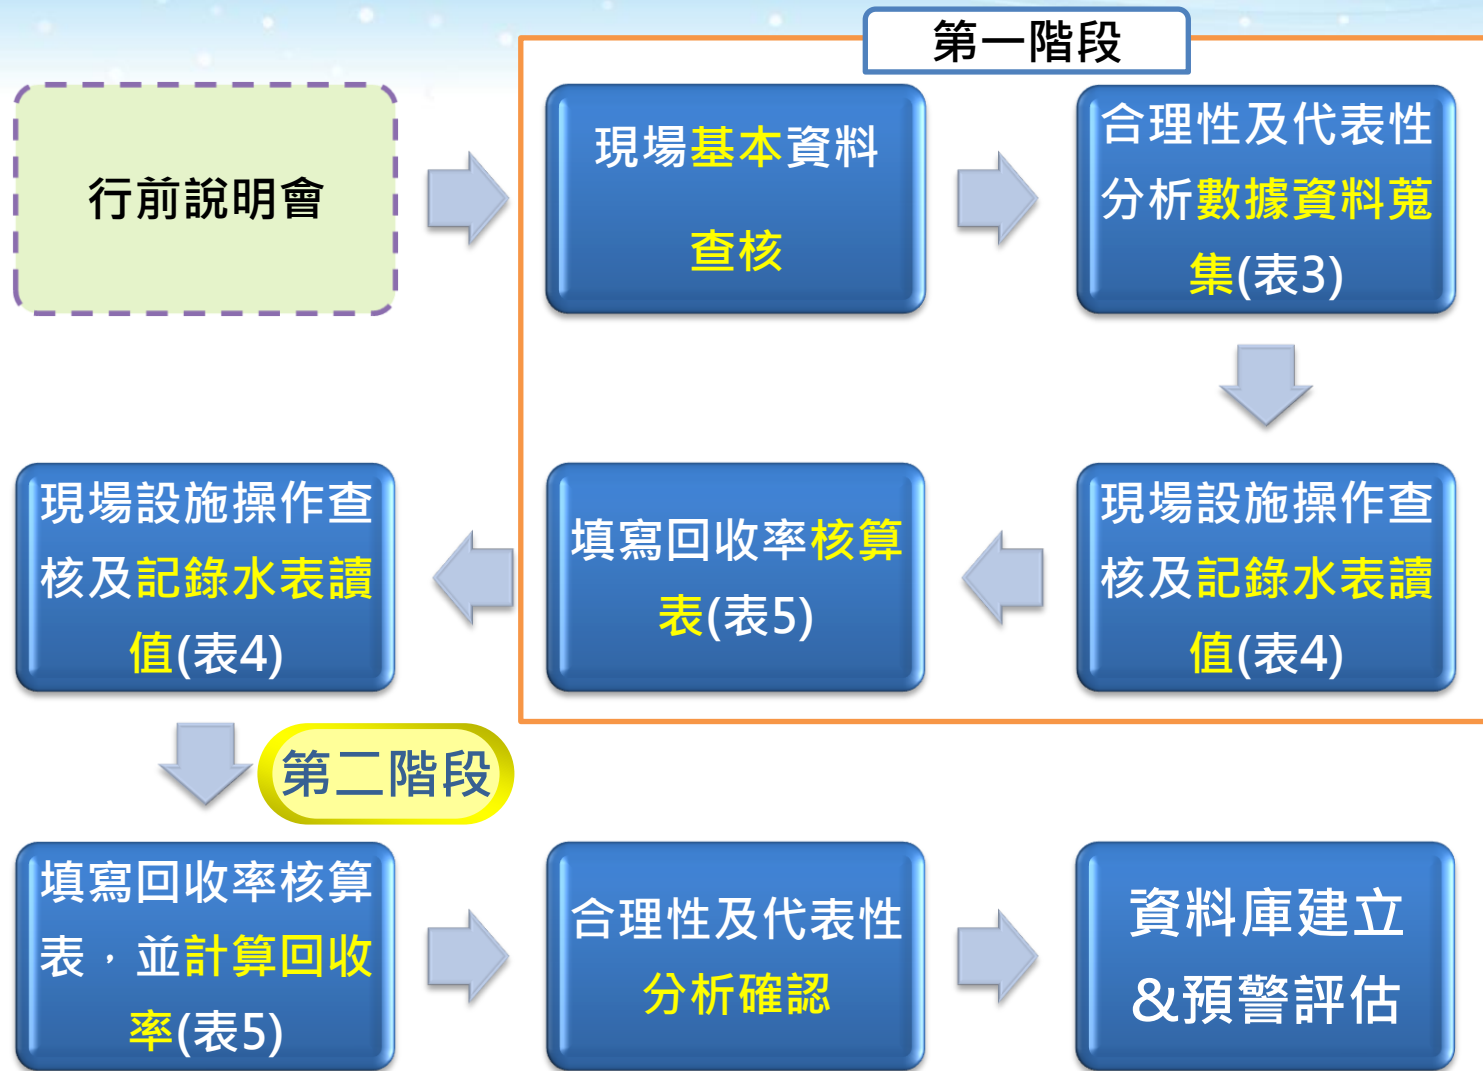 第一階段
行前說明會
現場基本資料
查核
合理性及代表性
分析數據資料蒐
集(表3)
現場設施操作查
核及記錄水表讀
值(表4)
填寫回收率核算
表(表5)
現場設施操作查
核及記錄水表讀
值(表4)
第二階段
填寫回收率核算
表，並計算回收
率(表5)
合理性及代表性
分析確認
資料庫建立
&預警評估